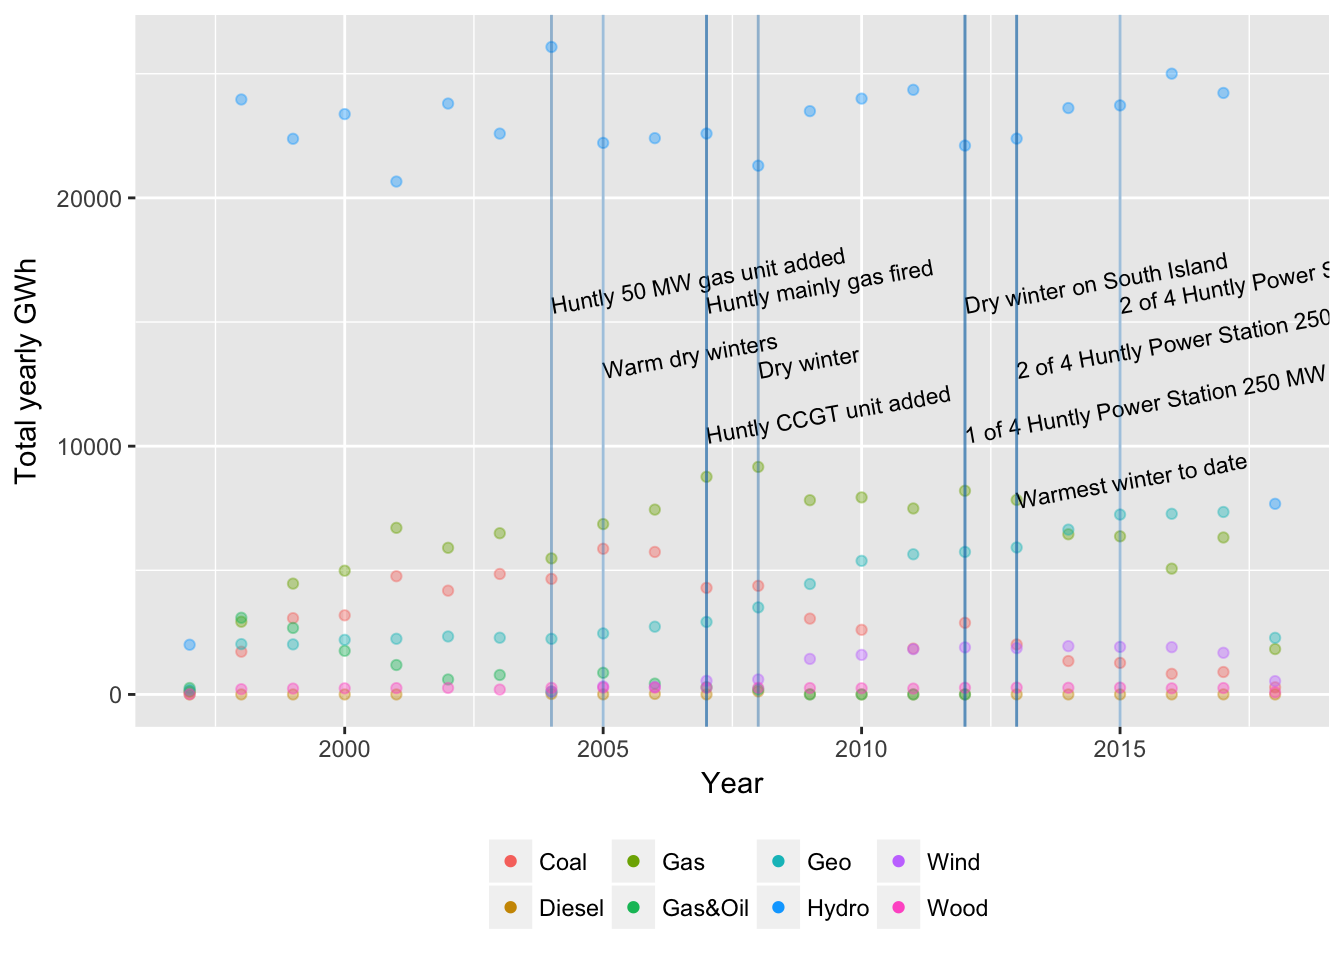 20000
10000
0
Total yearly GWh
Huntly 50 MW gas unit added
Huntly mainly gas fired
Dry winter on South Island
2 of 4 Huntly Power
Warm dry winters
Dry winter
2 of 4 Huntly Power Station 250
Huntly CCGT unit added
1 of 4 Huntly Power Station 250 MW
Warmest winter to date
2000 2005 2010 2015
Year
Coal Gas Geo Wind
Diesel Gas&Oil Hydro Wood